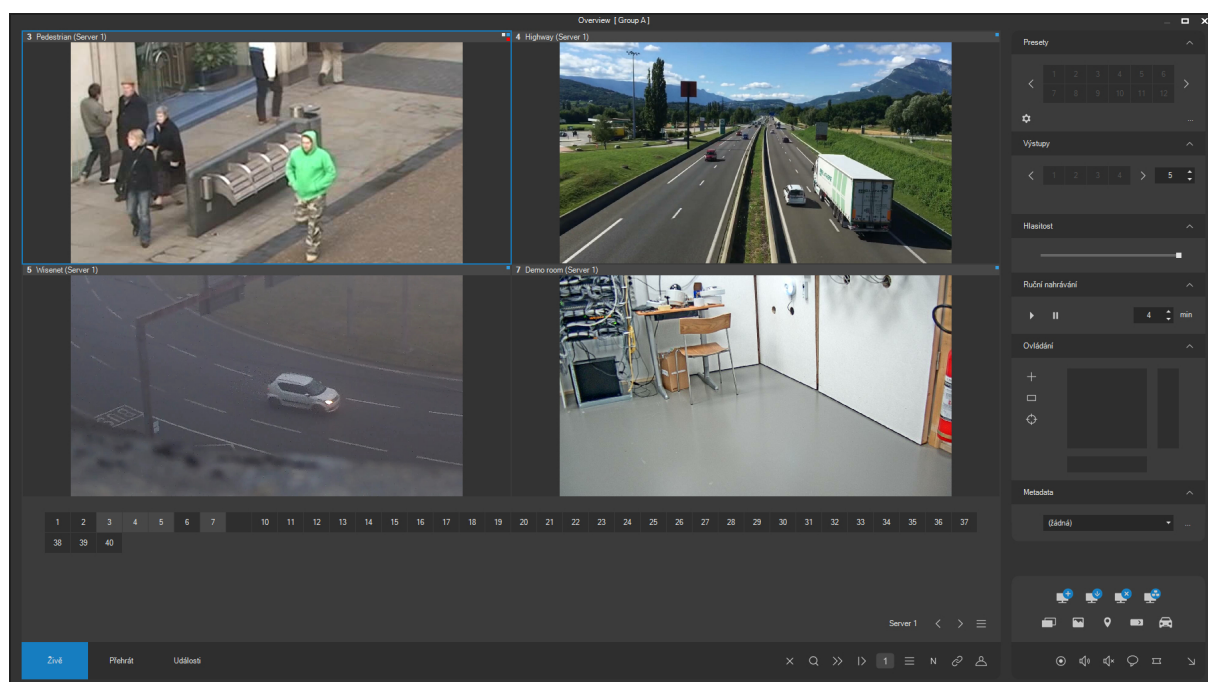 Overview [ Group A ]
3 Pedestrian (Server 1)
4 Highway (Server 1)
5 Wisenet (Server 1)
7 Demo room (Server 1)
1 2 3 4 5 6 7 10 11 12 13 14 15 16 17 18 19 20 21 22 23 24 25 26 27 28 29 30 31 32 33 34 35 36 37
38 39 40
Server 1
Živě Přehrát Události
1 N
Presety
1 2 3 4 5 6
7 8 9 10 11 12
...
Výstupy
1 2 3 4 5
Hlasitost
Ruční nahrávání
4 min
Ovládání
Metadata
(žádná) ...